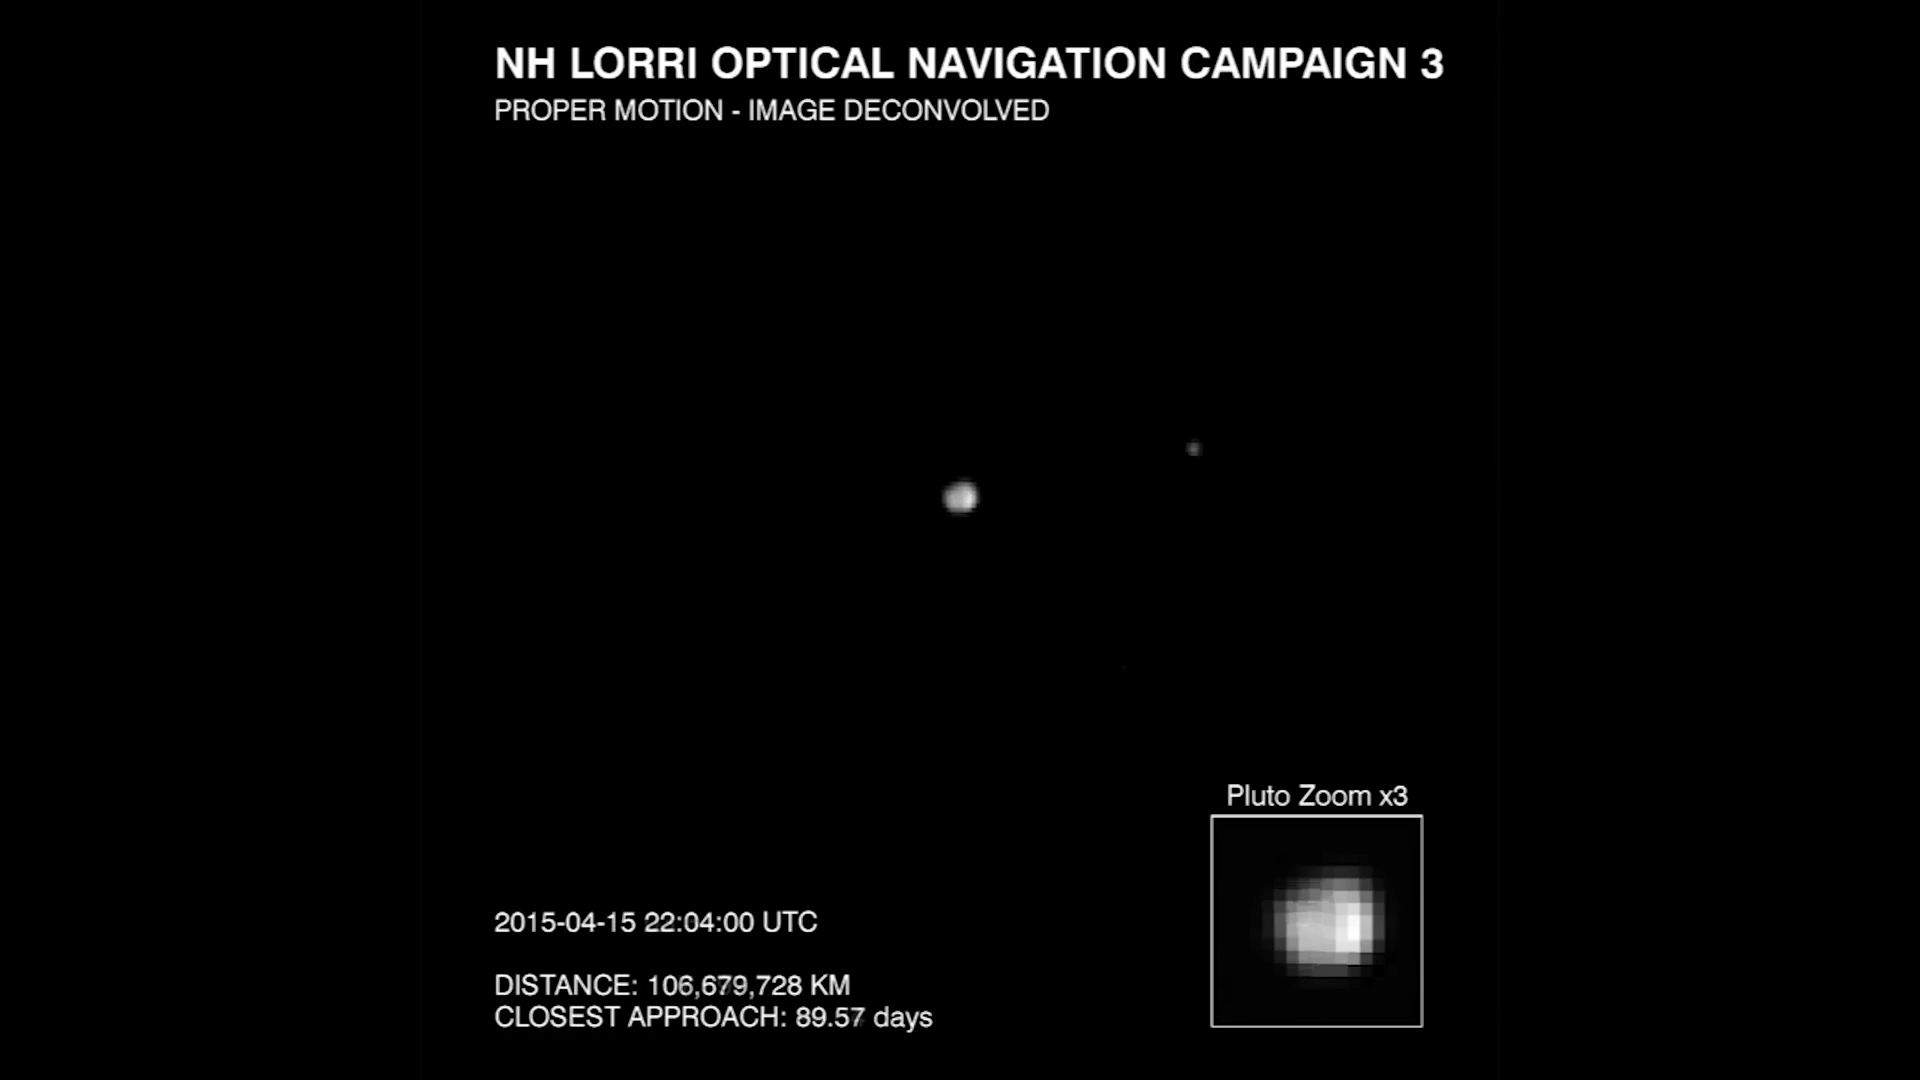 NH LORRI OPTICAL NAVIGATION CAMPAIGN 3
PROPER MOTION - IMAGE DECONVOLVED
Pluto Zoom x3
2015-04-15 22:04:00 UTC
DISTANCE: 106,679,728 KM
CLOSEST APPROACH: 89.57 days